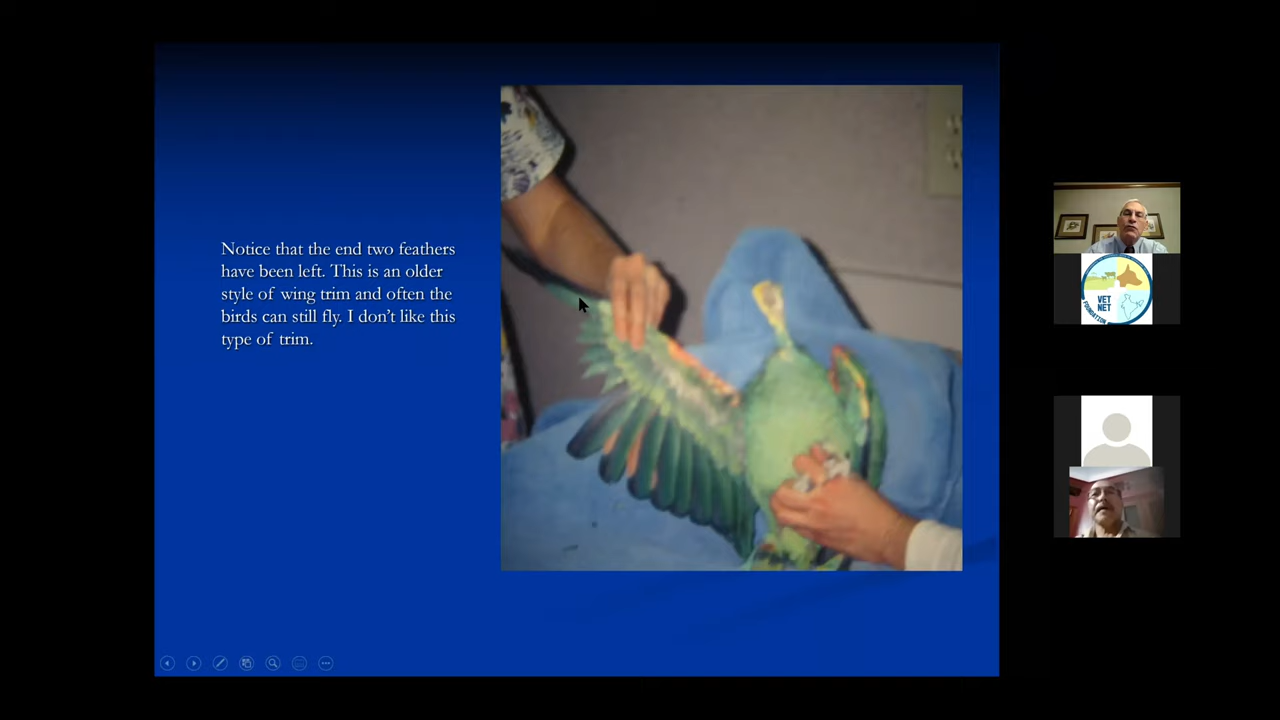 Notice that the end two feathers
have been left. This is an older
style of wing trim and often the
birds can still fly. I don't like this
type of trim.
VET
NET
FOUNDATION